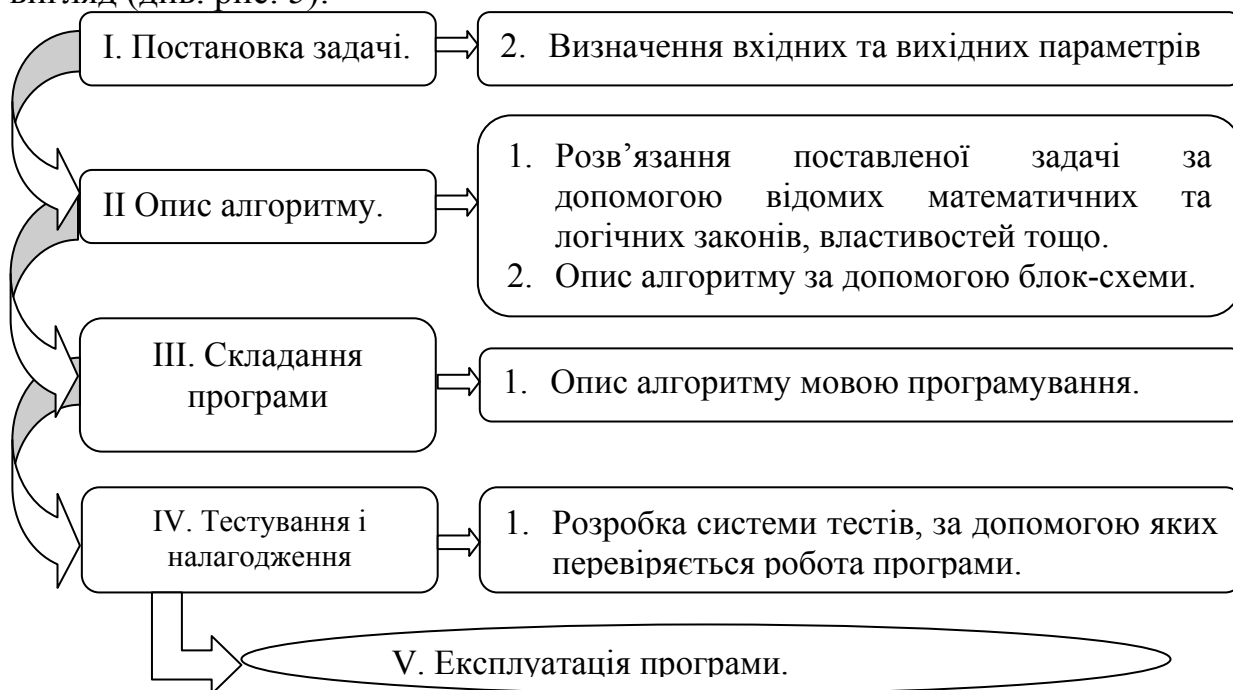 вигляд (див. рис. 3).
І. Постановка задачі.
2. Визначення вхідних та вихідних параметрів
ІІ Опис алгоритму.
1. Розв’язання поставленої задачі за
допомогою відомих математичних та
логічних законів, властивостей тощо.
2. Опис алгоритму за допомогою блок-схеми.
ІІІ. Складання
програми
1. Опис алгоритму мовою програмування.
IV. Тестування і
налагодження
1. Розробка системи тестів, за допомогою яких
перевіряється робота програми.
V. Експлуатація програми.